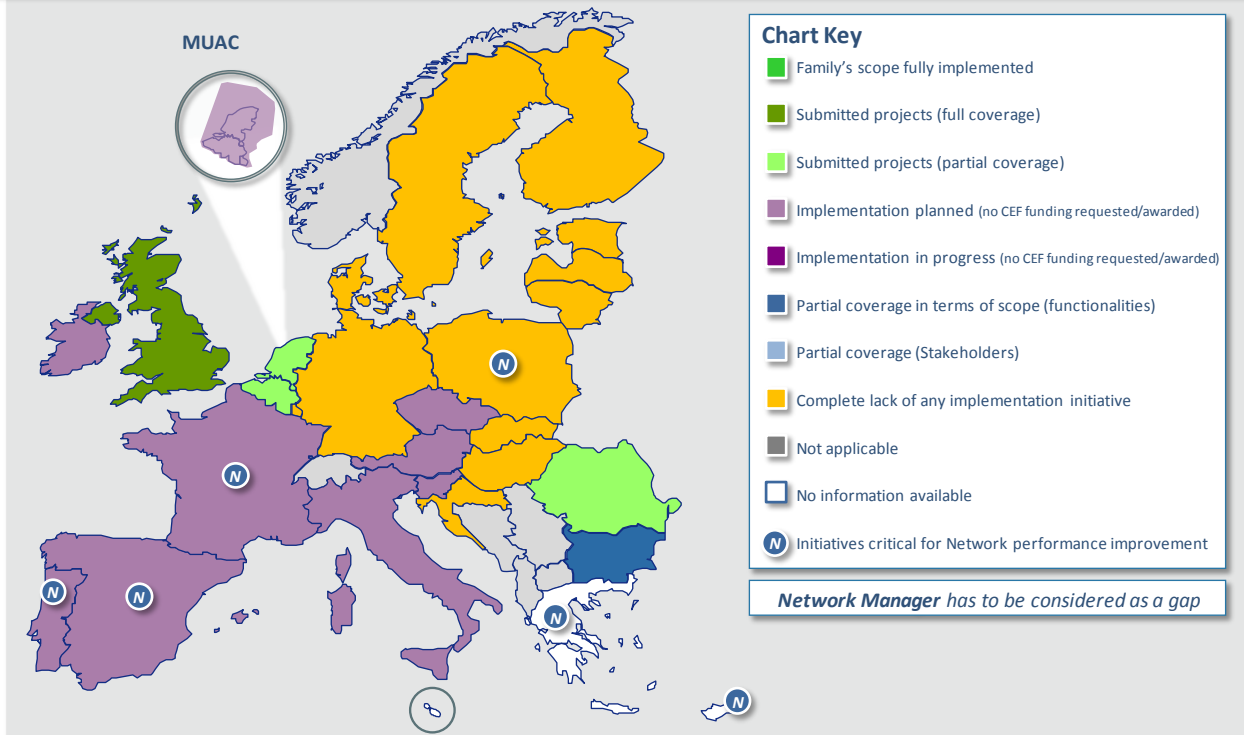 MUAC
Chart Key
Family's scope fully implemented
Submitted projects (full coverage)
Submitted projects (partial coverage)
Implementation planned (no CEF funding requested/awarded)
Implementation in progress (no CEF funding requested/awarded)
Partial coverage in terms of scope (functionalities)
Partial coverage (Stakeholders)
Complete lack of any implementation initiative
Not applicable
No information available
N Initiatives critical for Network performance improvement
Network Manager has to be considered as a gap
N
N
N
N
N
N